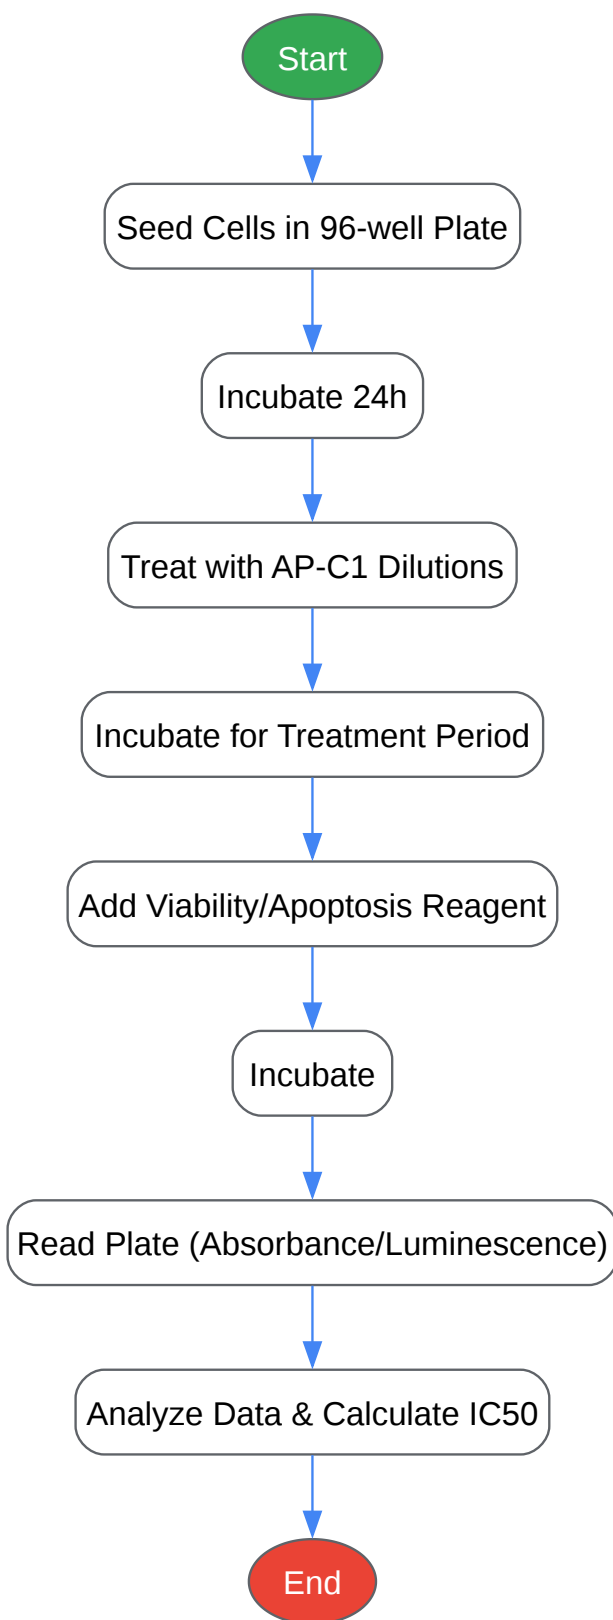 Start
Seed Cells in 96-well Plate
Incubate 24h
Treat with AP-C1 Dilutions
Incubate for Treatment Period
Add Viability/Apoptosis Reagent
Incubate
Read Plate (Absorbance/Luminescence)
Analyze Data & Calculate IC50
End